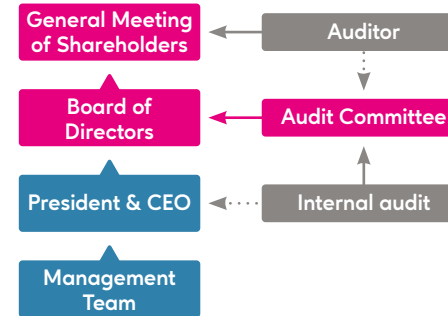 General Meeting
of Shareholders
Auditor
Board of
Directors
Audit Committee
President & CEO
Internal audit
Management
Team